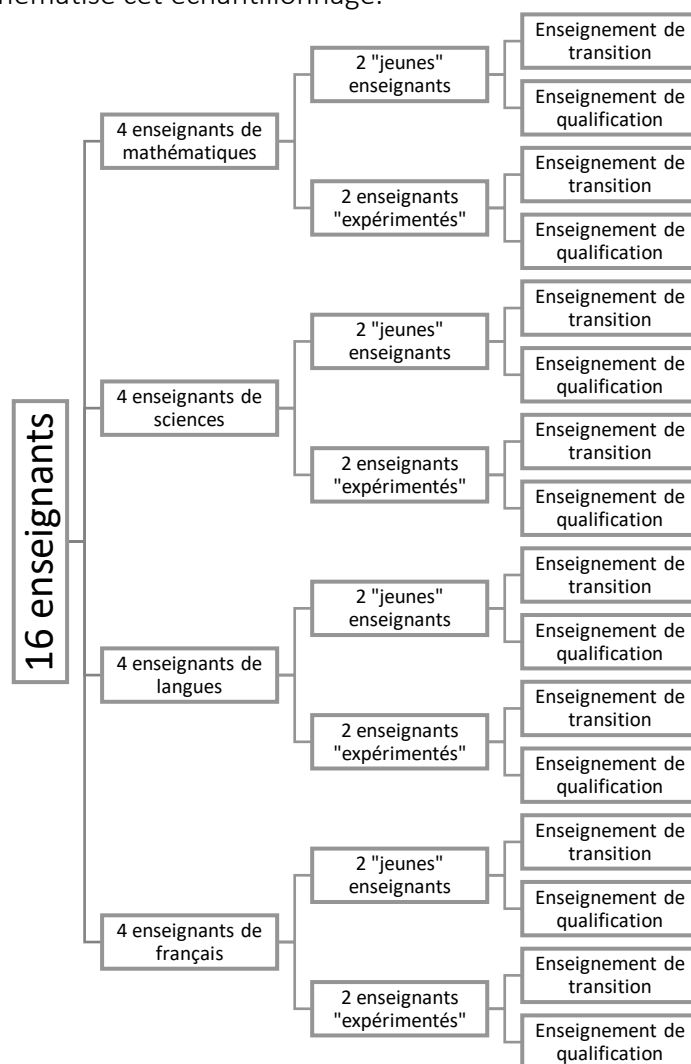 cet échantillonnage.
16 enseignants
4 enseignants de
mathématiques
2 "jeunes"
enseignants
Enseignement de
transition
Enseignement de
qualification
2 enseignants
"expérimentés"
Enseignement de
transition
Enseignement de
qualification
4 enseignants de
sciences
2 "jeunes"
enseignants
Enseignement de
transition
Enseignement de
qualification
2 enseignants
"expérimentés"
Enseignement de
transition
Enseignement de
qualification
4 enseignants de
langues
2 "jeunes"
enseignants
Enseignement de
transition
Enseignement de
qualification
2 enseignants
"expérimentés"
Enseignement de
transition
Enseignement de
qualification
4 enseignants de
français
2 "jeunes"
enseignants
Enseignement de
transition
Enseignement de
qualification
2 enseignants
"expérimentés"
Enseignement de
transition
Enseignement de
qualification